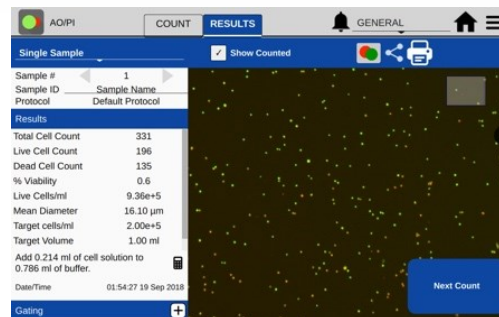 AO/PI
COUNT
RESULTS
GENERAL
Single Sample
Show Counted
Sample # 1
Sample ID Sample Name
Protocol Default Protocol
Results
Total Cell Count 331
Live Cell Count 196
Dead Cell Count 135
% Viability 0.6
Live Cells/ml 9.36e+5
Mean Diameter 16.10 µm
Target cells/ml 2.00e+5
Target Volume 1.00 ml
Add 0.214 ml of cell solution to
0.786 ml of buffer.
Date/Time 01:54:27 19 Sep 2018
Gating
Next Count